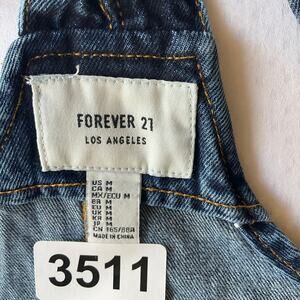 FOREVER 21
LOS ANGELES
US M
CA M
MX/ECU M
BR M
EU M
UK M
KR M
JP M
CN 165/88A
MADE IN CHINA
3511